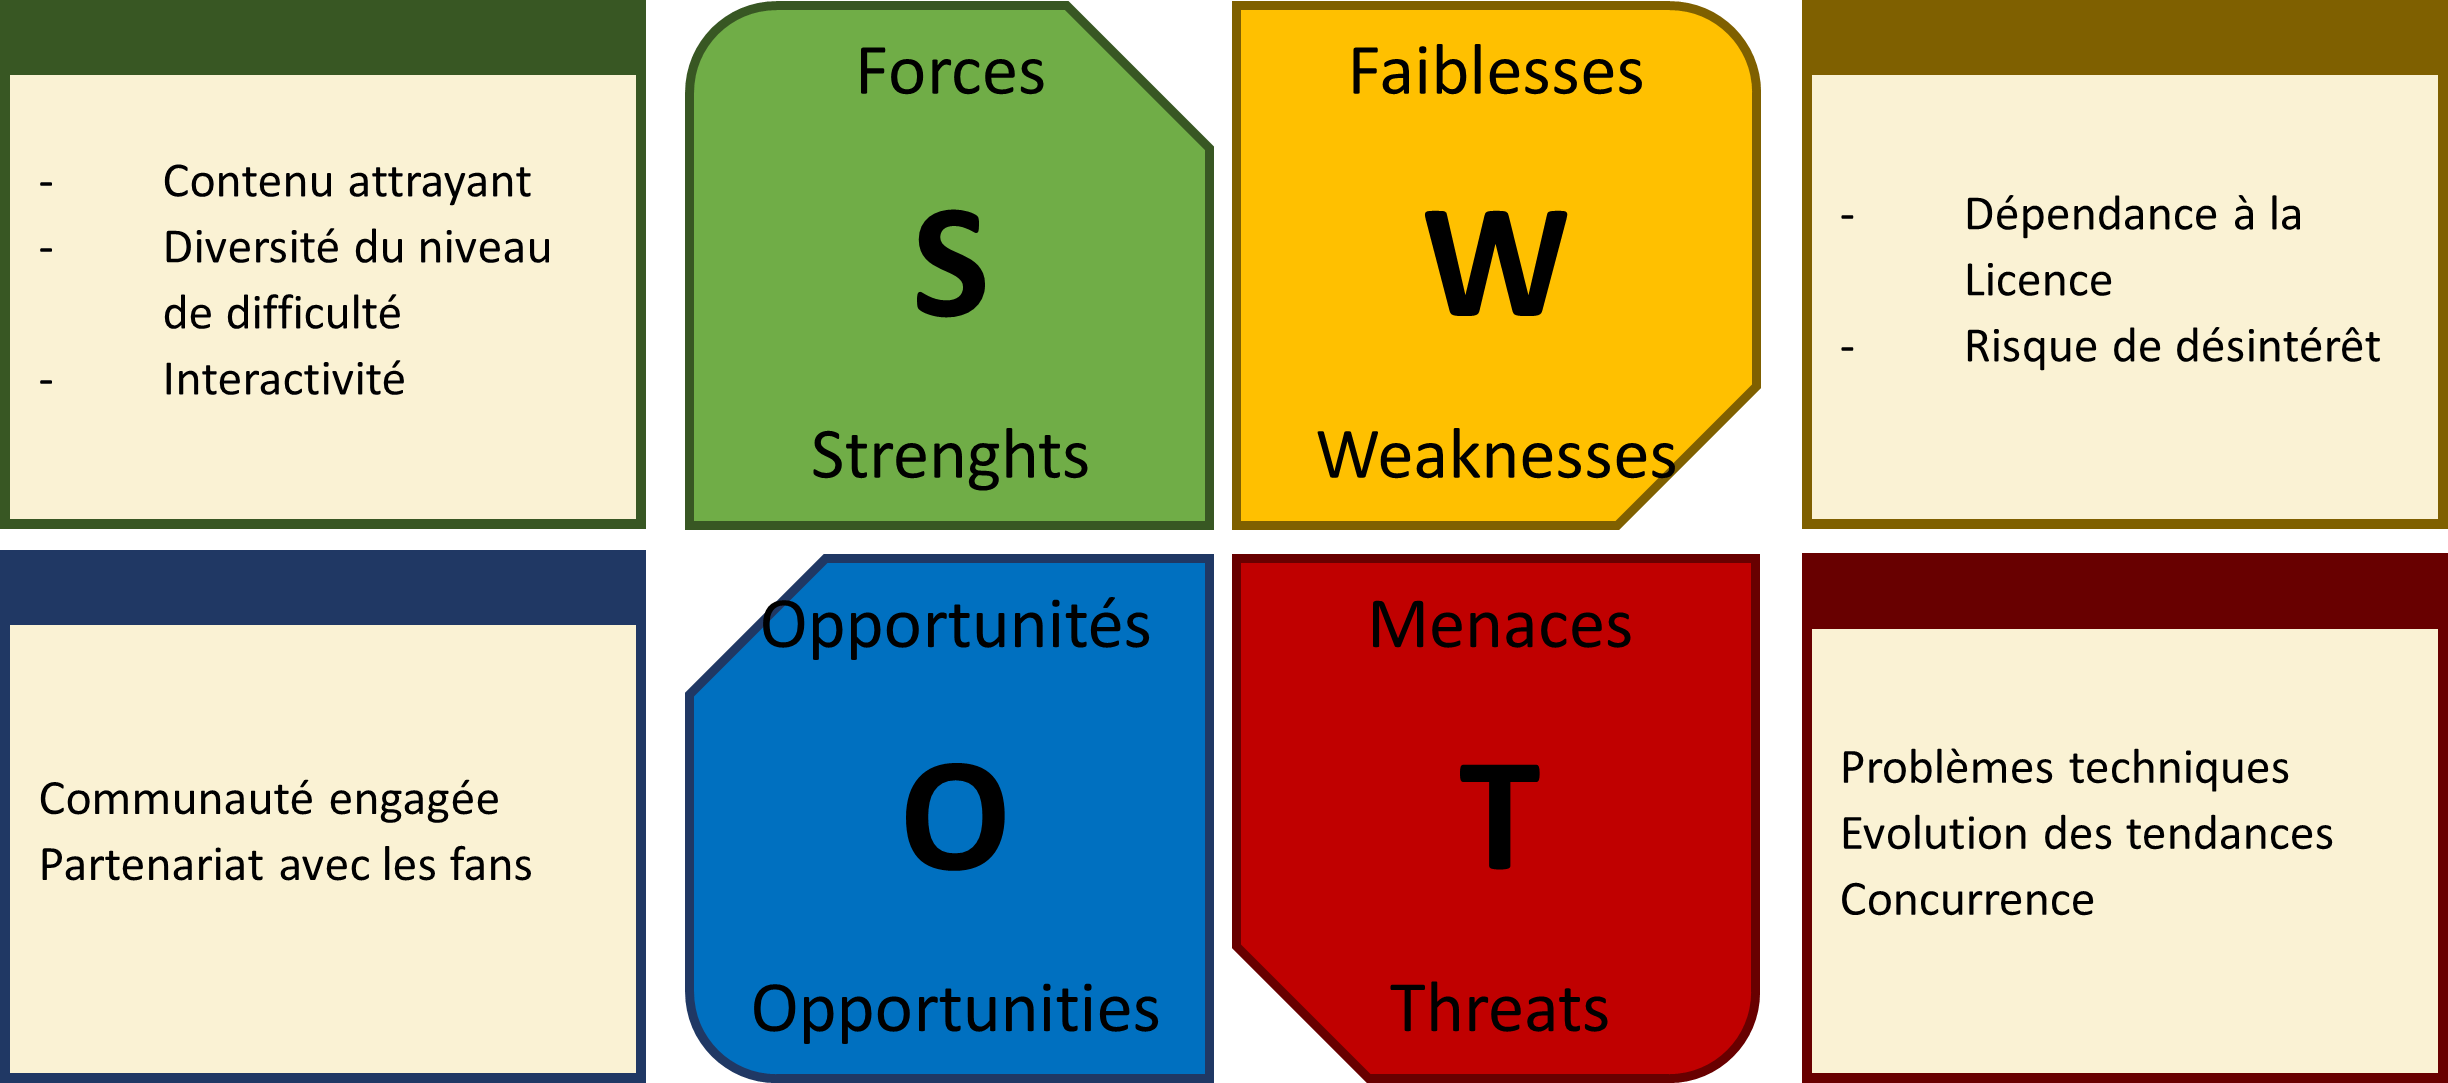 - Contenu attrayant
- Diversité du niveau
de difficulté
- Interactivité
Forces
S
Strenghts
Faiblesses
W
Weaknesses
- Dépendance à la
Licence
- Risque de désintérêt
Communauté engagée
Partenariat avec les fans
Opportunités
O
Opportunities
Menaces
T
Threats
Problèmes techniques
Evolution des tendances
Concurrence